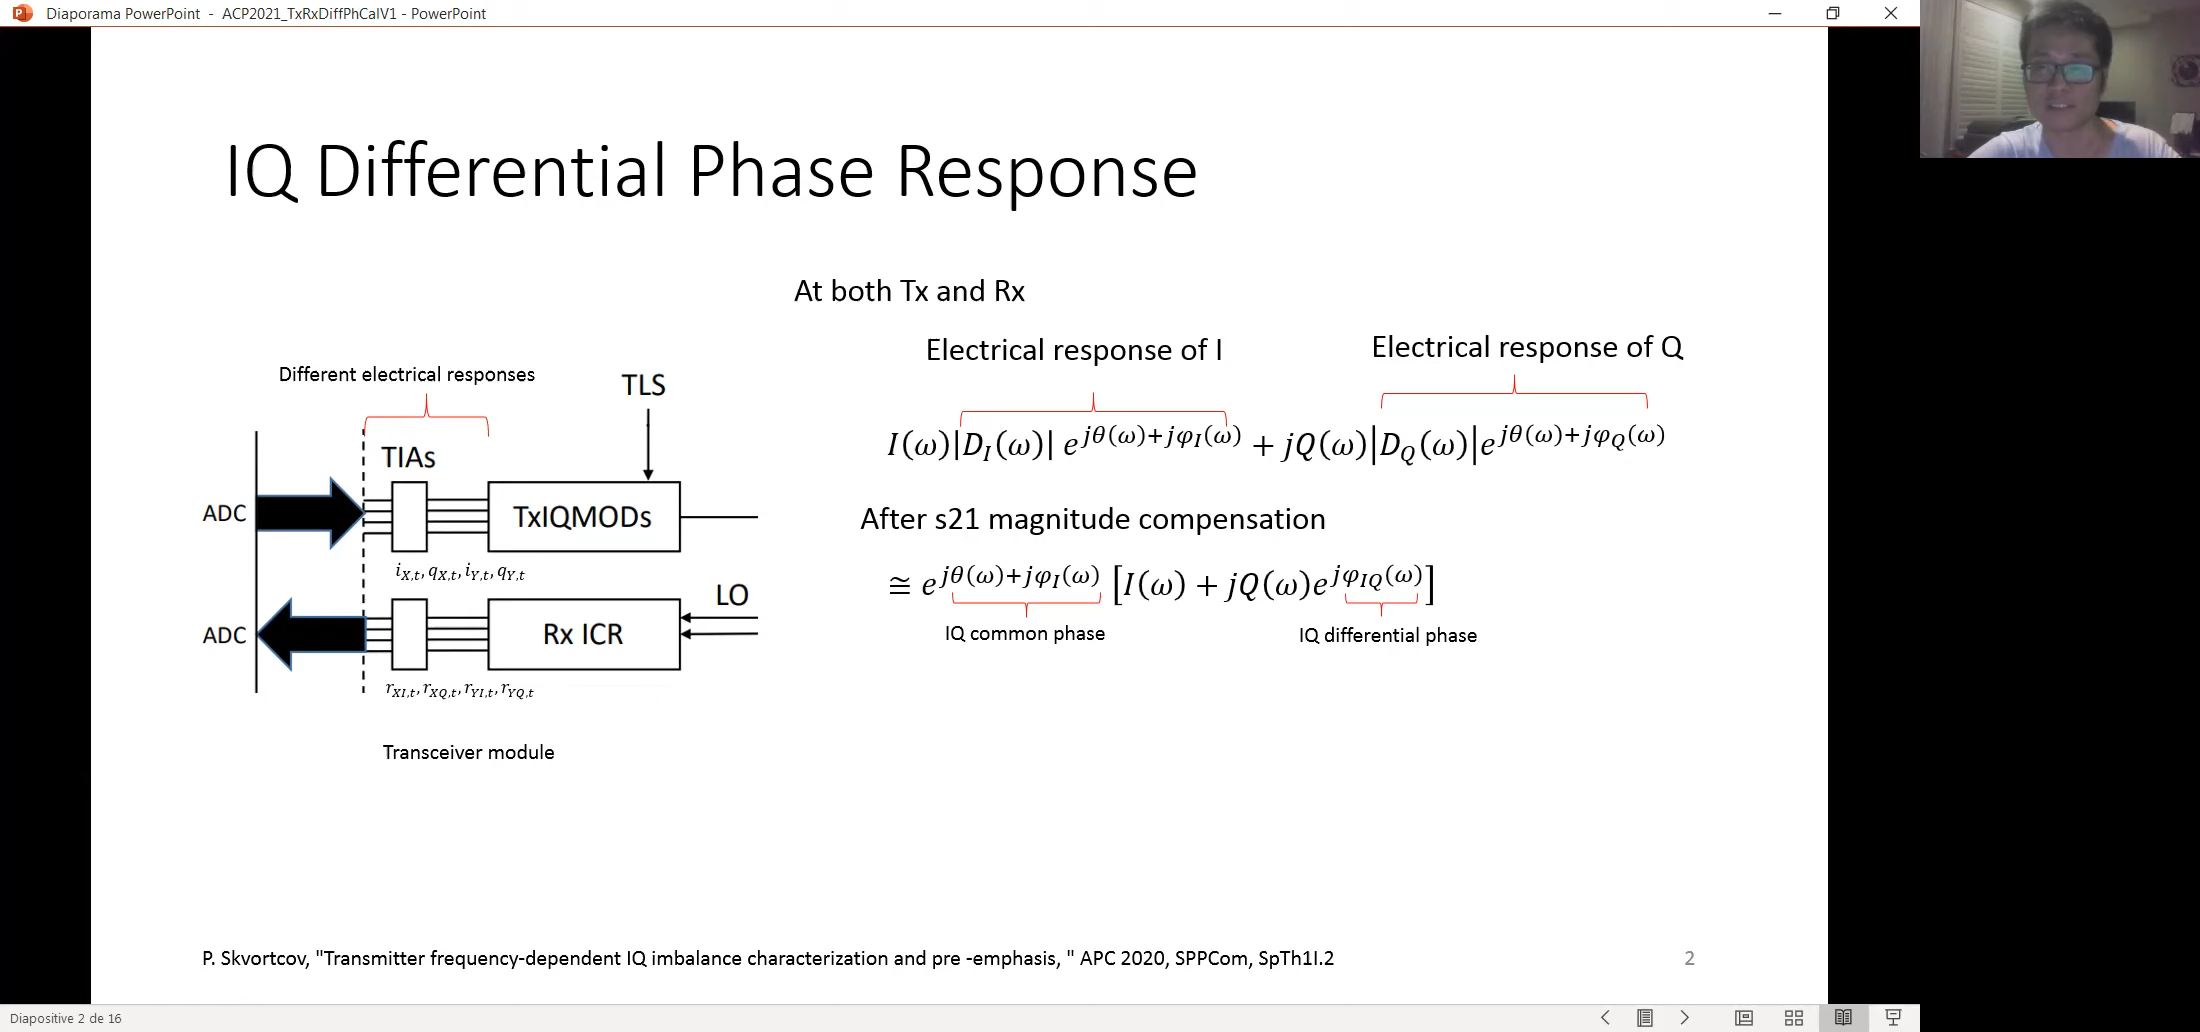 Diaporama PowerPoint - ACP2021_TxRxDiffPhCalV1 - PowerPoint
IQ Differential Phase Response
At both Tx and Rx
Electrical response of I
Electrical response of Q
I(ω)|D_I(ω)| e^{jθ(ω)+jφ_I(ω)} + jQ(ω)|D_Q(ω)|e^{jθ(ω)+jφ_Q(ω)}
After s21 magnitude compensation
≅ e^{jθ(ω)+jφ_I(ω)} [I(ω) + jQ(ω)e^{jφ_{IQ}(ω)}]
IQ common phase
IQ differential phase
Different electrical responses
TLS
TIAs
ADC
TxIQMODs
i_{X,t}, q_{X,t}, i_{Y,t}, q_{Y,t}
LO
ADC
Rx ICR
r_{XI,t}, r_{XQ,t}, r_{YI,t}, r_{YQ,t}
Transceiver module
P. Skvortcov, "Transmitter frequency-dependent IQ imbalance characterization and pre -emphasis, " APC 2020, SPPCom, SpTh1I.2
2
Diapositive 2 de 16